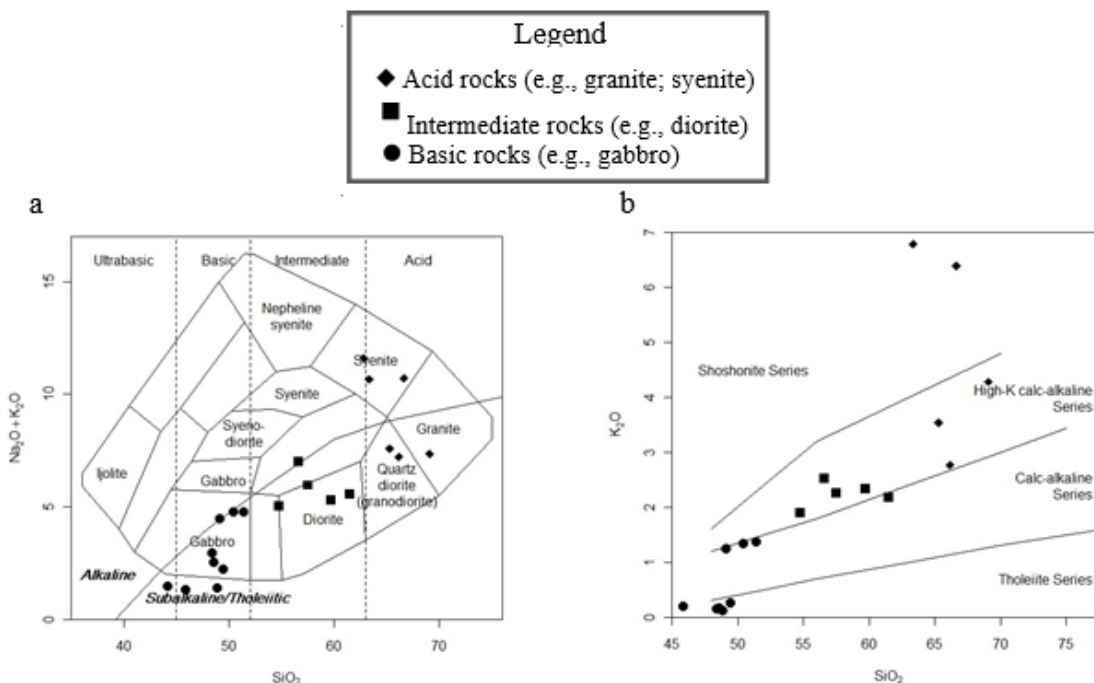 Legend
Acid rocks (e.g., granite; syenite)
Intermediate rocks (e.g., diorite)
Basic rocks (e.g., gabbro)
a
Ultrabasic
Basic
Intermediate
Acid
Nepheline
syenite
Syenite
Syenite
Syeno-
diorite
Granite
Ijolite
Gabbro
Quartz
diorite
(granodiorite)
Diorite
Gabbro
Alkaline
Subalkaline/Tholeiitic
Na₂O + K₂O
0
5
10
15
40
50
60
70
SiO₂
b
Shoshonite Series
High-K calc-alkaline
Series
Calc-alkaline
Series
Tholeiite Series
K₂O
7
6
5
4
3
2
1
0
45
50
55
60
65
70
75
SiO₂